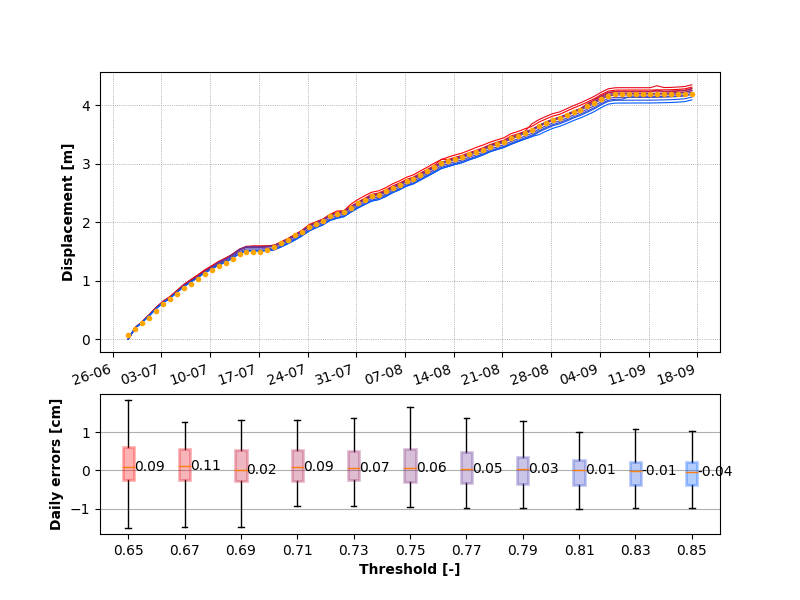 4
3
2
1
0
Displacement [m]
26-06 03-07 10-07 17-07 24-07 31-07 07-08 14-08 21-08 28-08 04-09 11-09 18-09
1
0
−1
Daily errors [cm]
0.09 0.11 0.02 0.09 0.07 0.06 0.05 0.03 0.01 -0.01 -0.04
0.65 0.67 0.69 0.71 0.73 0.75 0.77 0.79 0.81 0.83 0.85
Threshold [-]